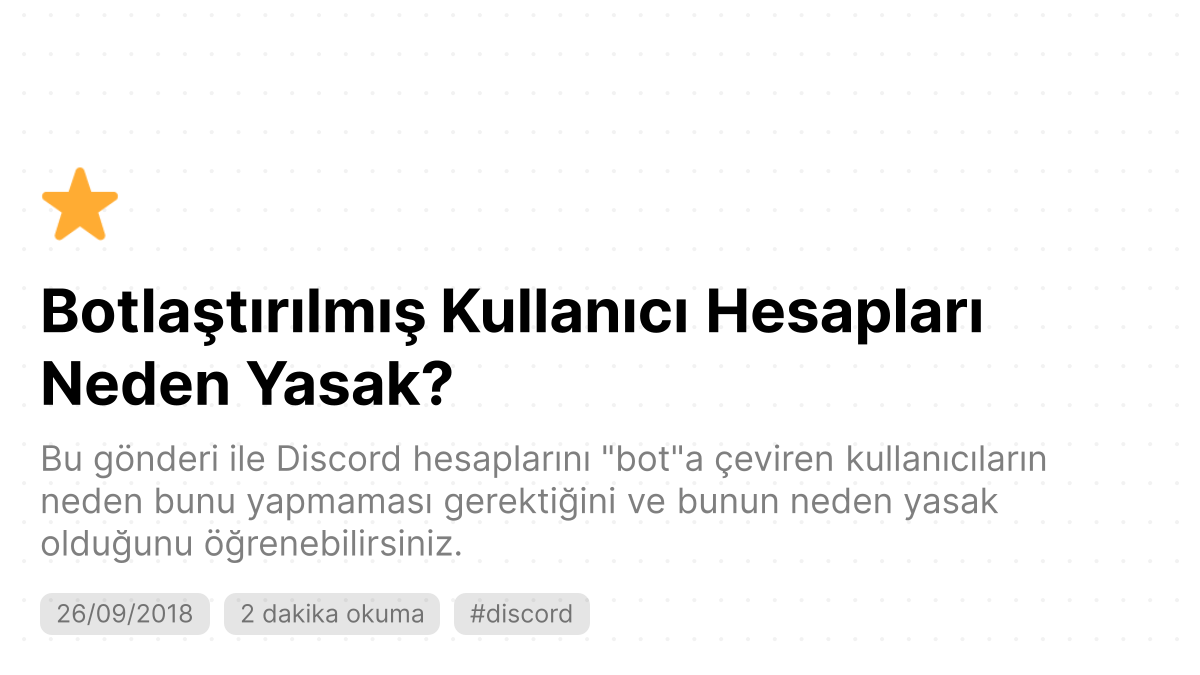 Botlaştırılmış Kullanıcı Hesapları
Neden Yasak?
Bu gönderi ile Discord hesaplarını "bot"a çeviren kullanıcıların
neden bunu yapmaması gerektiğini ve bunun neden yasak
olduğunu öğrenebilirsiniz.
26/09/2018 2 dakika okuma #discord